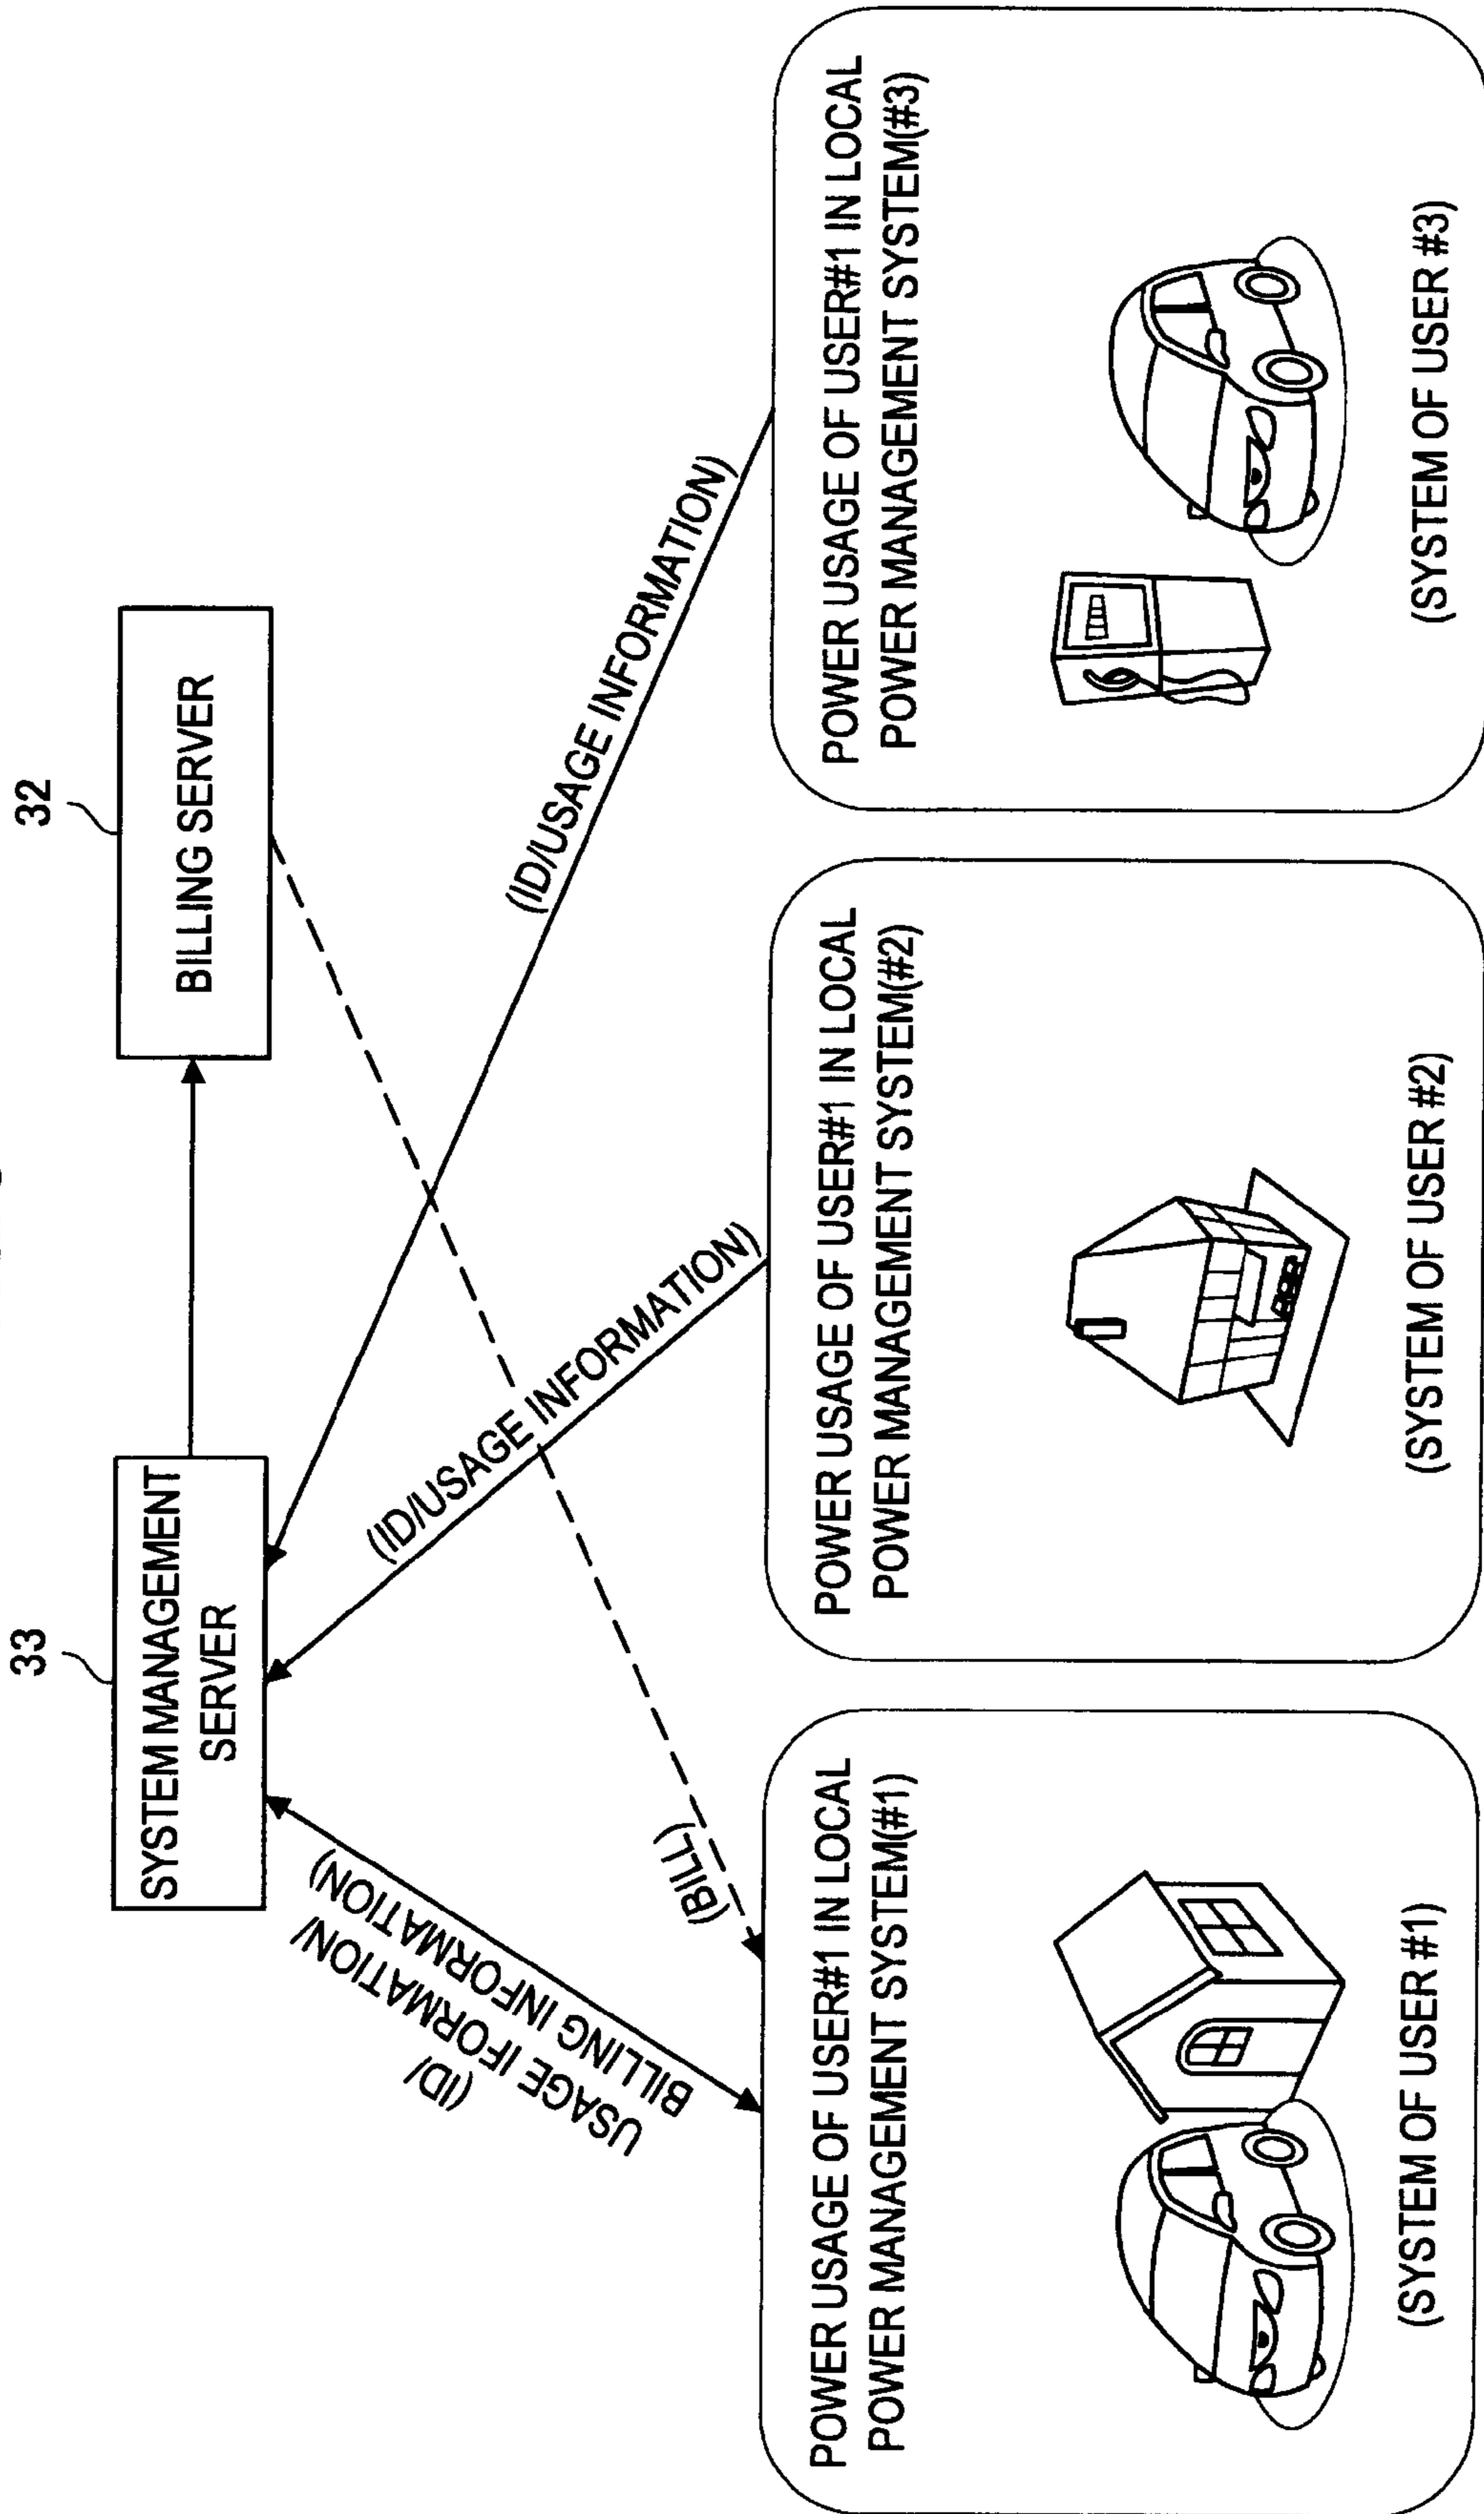 33
SYSTEM MANAGEMENT
SERVER
32
BILLING SERVER
(ID/
USAGE IFORMATION/
BILLING INFORMATION)
(BILL)
(ID/USAGE INFORMATION)
(ID/USAGE INFORMATION)
POWER USAGE OF USER#1 IN LOCAL
POWER MANAGEMENT SYSTEM(#1)
(SYSTEM OF USER #1)
POWER USAGE OF USER#1 IN LOCAL
POWER MANAGEMENT SYSTEM(#2)
(SYSTEM OF USER #2)
POWER USAGE OF USER#1 IN LOCAL
POWER MANAGEMENT SYSTEM(#3)
(SYSTEM OF USER #3)